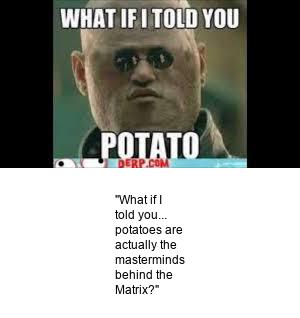 WHAT IF I TOLD YOU
POTATO
DERP.COM
"What if I
told you...
potatoes are
actually the
masterminds
behind the
Matrix?"